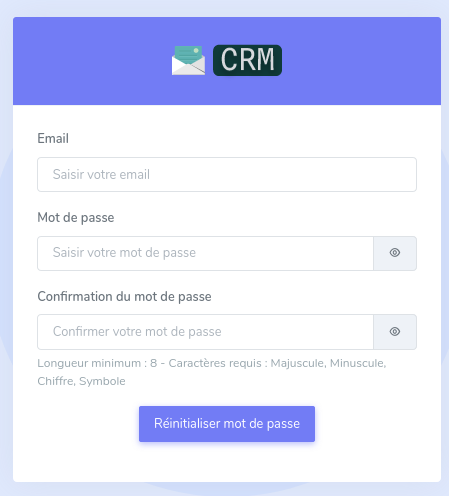 CRM
Email
Saisir votre email
Mot de passe
Saisir votre mot de passe
Confirmation du mot de passe
Confirmer votre mot de passe
Longueur minimum : 8 - Caractères requis : Majuscule, Minuscule,
Chiffre, Symbole
Réinitialiser mot de passe